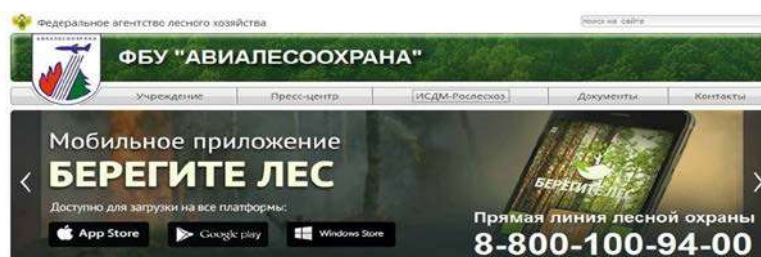 Федеральное агентство лесного хозяйства
поиск на сайте
АВИАЛЕСООХРАНА
ФБУ "АВИАЛЕСООХРАНА"
Учреждение Пресс-центр ИСДМ-Рослесхоз Документы Контакты
Мобильное приложение
БЕРЕГИТЕ ЛЕС
Доступно для загрузки на все платформы:
App Store Google play Windows Store
БЕРЕГИТЕ ЛЕС
Прямая линия лесной охраны
8-800-100-94-00